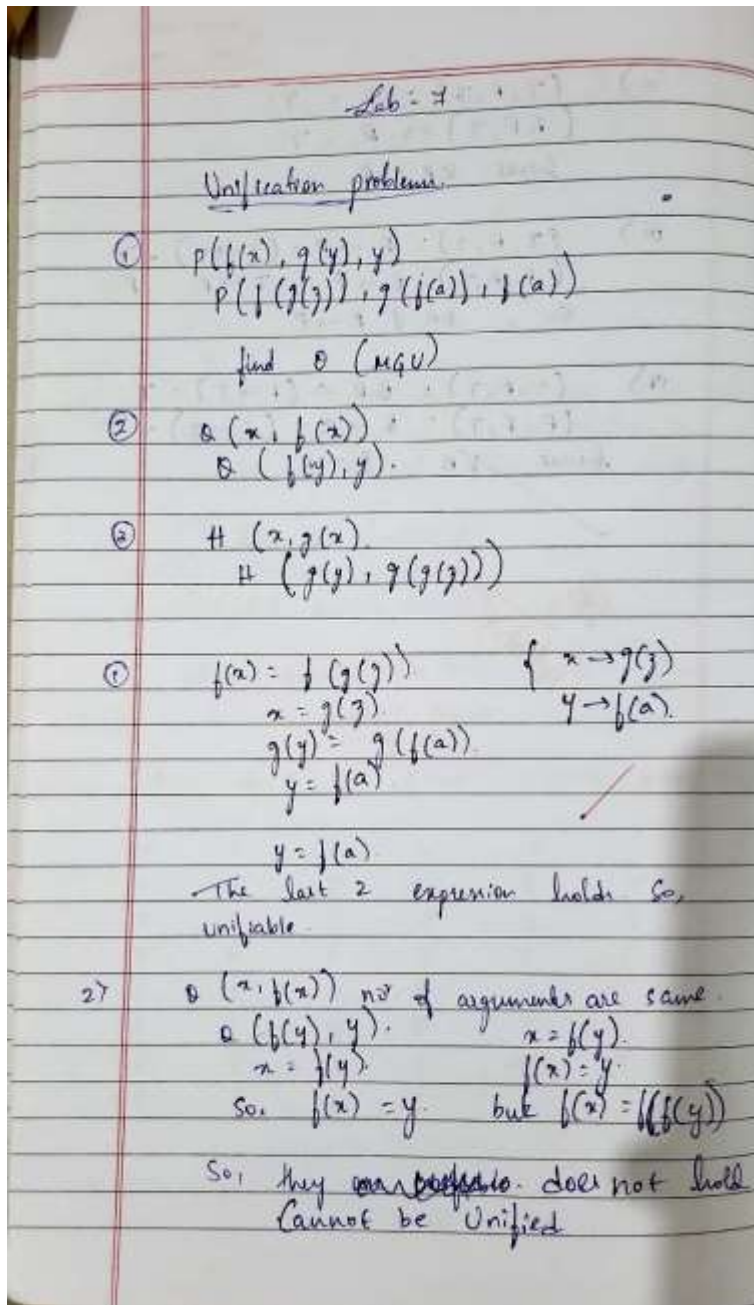 Lab: 7
Unification problems.
① P(f(x), g(y), y)
P(f(g(z)), g(f(a)), f(a))
find θ (MGU)
② Q (x, f(x))
Q (f(y), y).
③ H (x, g(x)
H (g(y), g(g(z)))
① f(x) = f(g(z)) { x → g(z)
x = g(z). y → f(a).
g(y) = g(f(a)).
y = f(a)
y = f(a)
The last 2 expression holds So,
unifiable.
2) Q (x, f(x)) no of arguments are same.
Q (f(y), y). x = f(y).
x = f(y). f(x) = y.
So, f(x) = y. but f(x) = f(f(y))
So, they does not hold
Cannot be Unified